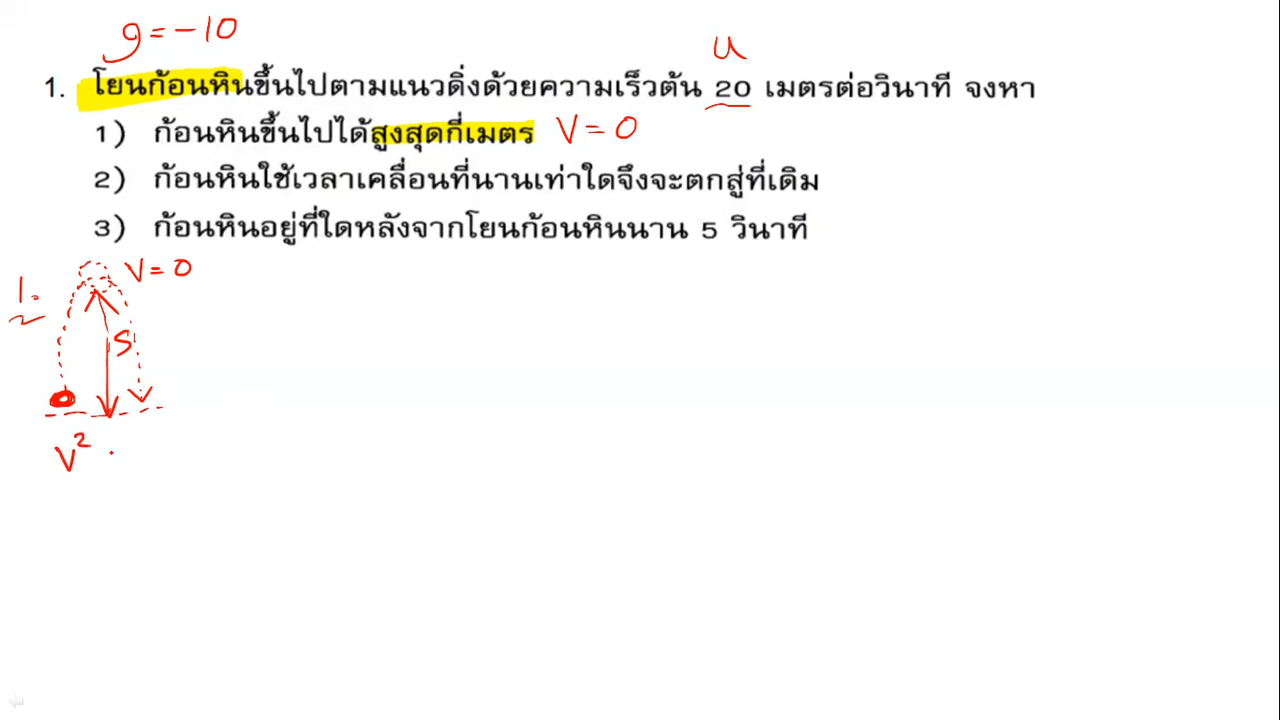 g = -10
u
1. โยนก้อนหินขึ้นไปตามแนวดิ่งด้วยความเร็วต้น 20 เมตรต่อวินาที จงหา
1) ก้อนหินขึ้นไปได้สูงสุดกี่เมตร v = 0
2) ก้อนหินใช้เวลาเคลื่อนที่นานเท่าใดจึงจะตกสู่ที่เดิม
3) ก้อนหินอยู่ที่ใดหลังจากโยนก้อนหินนาน 5 วินาที
v = 0
1.
S
v²